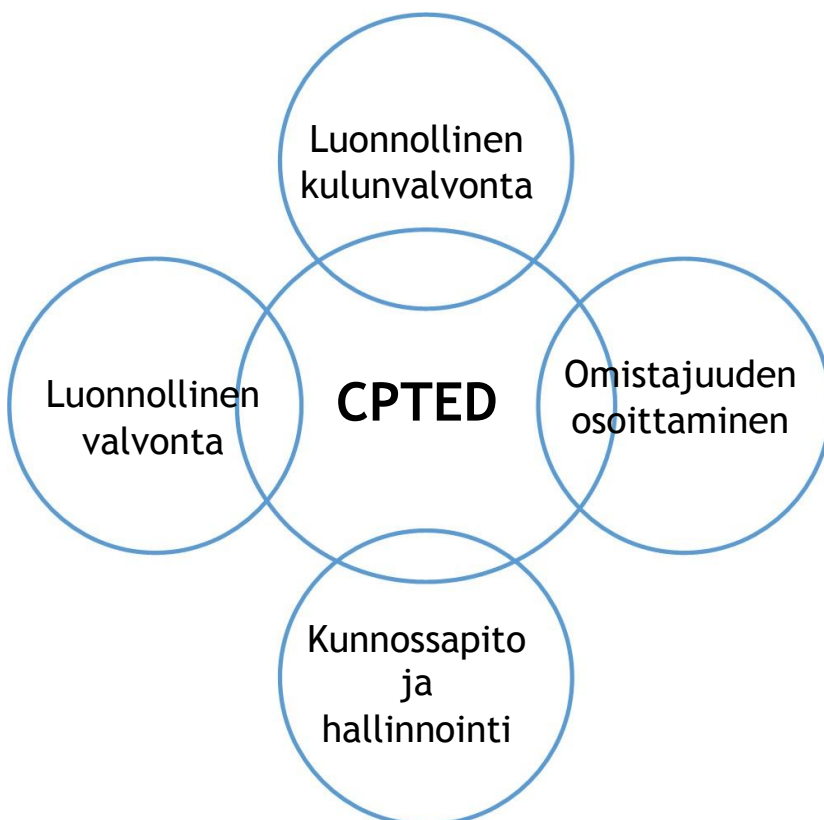 Luonnollinen
kulunvalvonta
Luonnollinen
valvonta
CPTED
Omistajuuden
osoittaminen
Kunnossapito
ja
hallinnointi